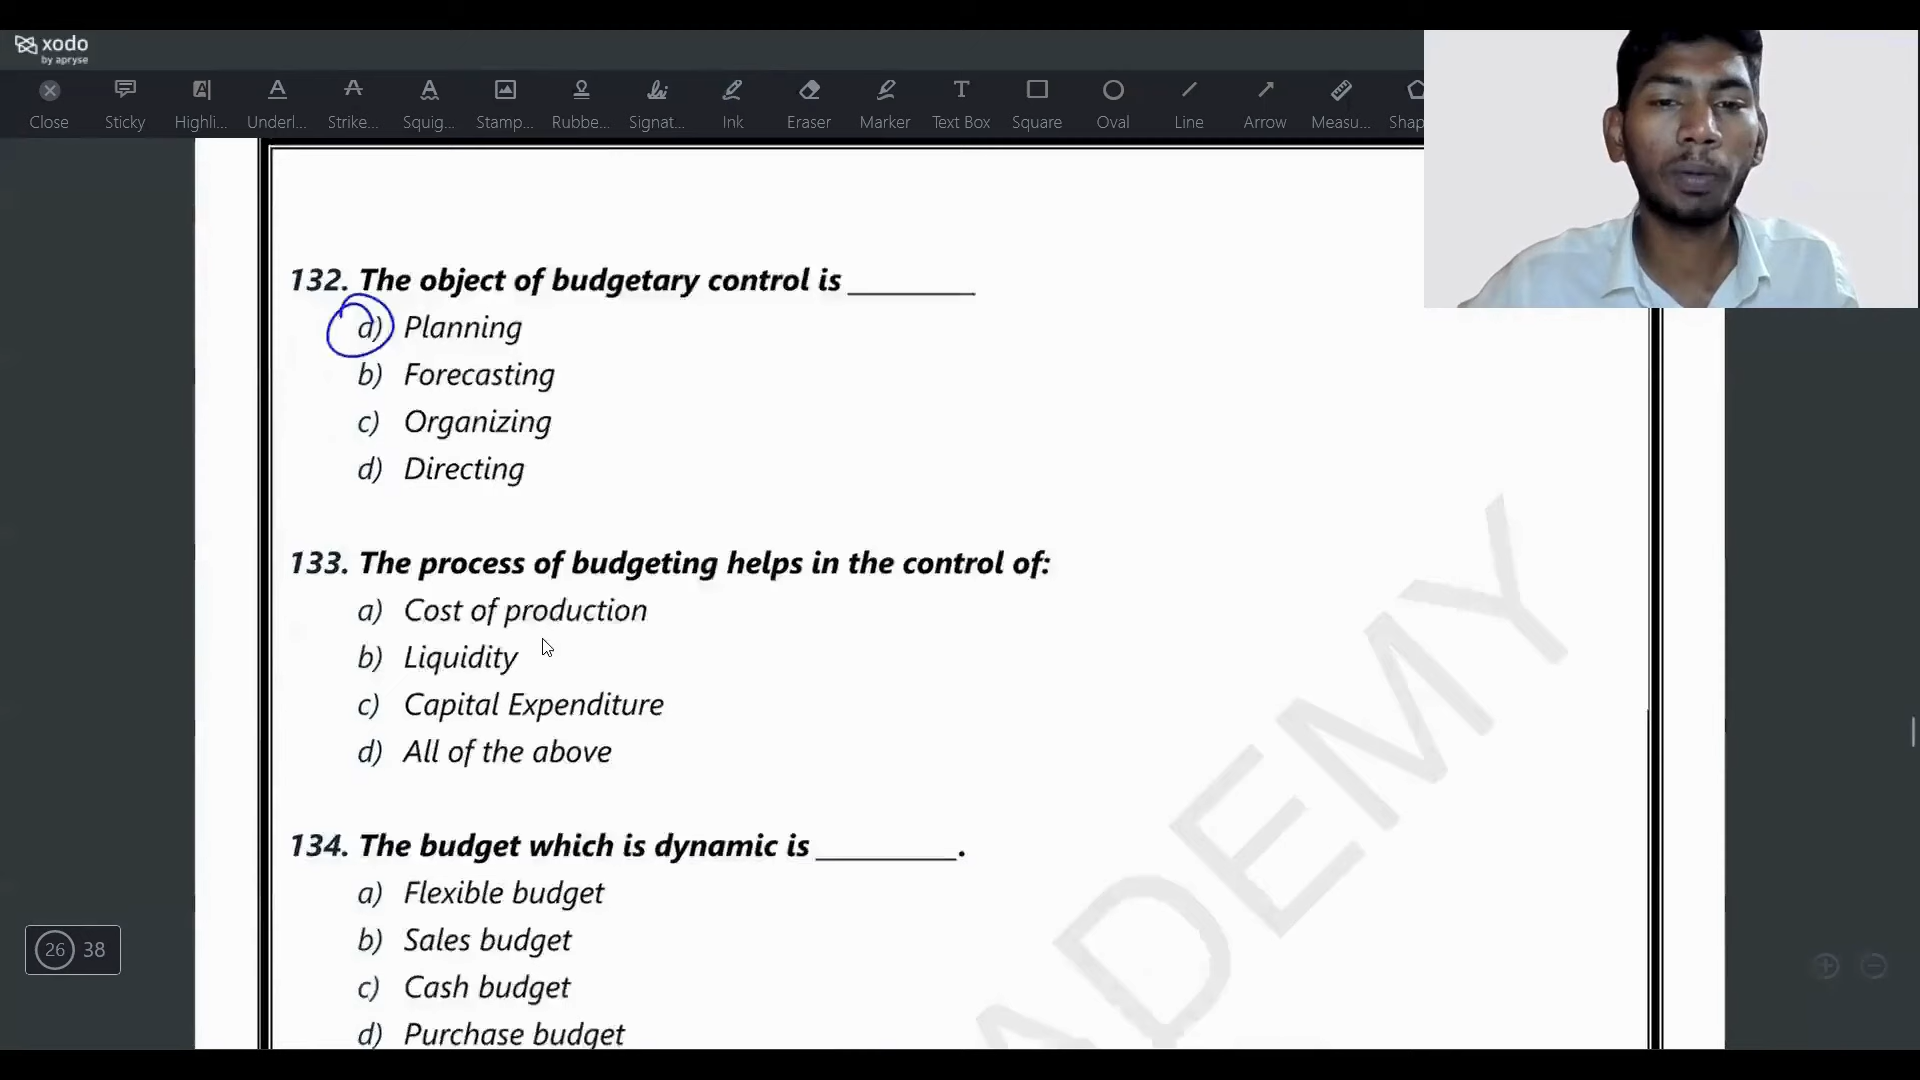 xodo
by apryse
Close Sticky Highli... Underl... Strike... Squig... Stamp... Rubbe... Signat... Ink Eraser Marker Text Box Square Oval Line Arrow Measu... Shap
132. The object of budgetary control is ________
a) Planning
b) Forecasting
c) Organizing
d) Directing
133. The process of budgeting helps in the control of:
a) Cost of production
b) Liquidity
c) Capital Expenditure
d) All of the above
134. The budget which is dynamic is _________.
a) Flexible budget
b) Sales budget
c) Cash budget
d) Purchase budget
26 38
ADEMY